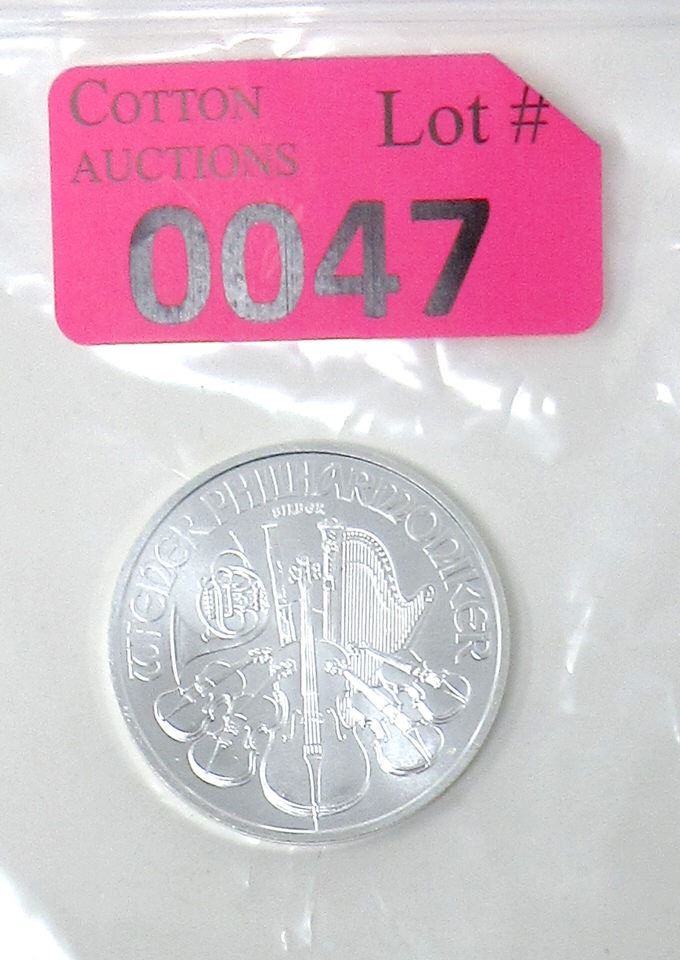 COTTON
AUCTIONS
Lot #
0047
WIENER PHILHARMONIKER
SILBER